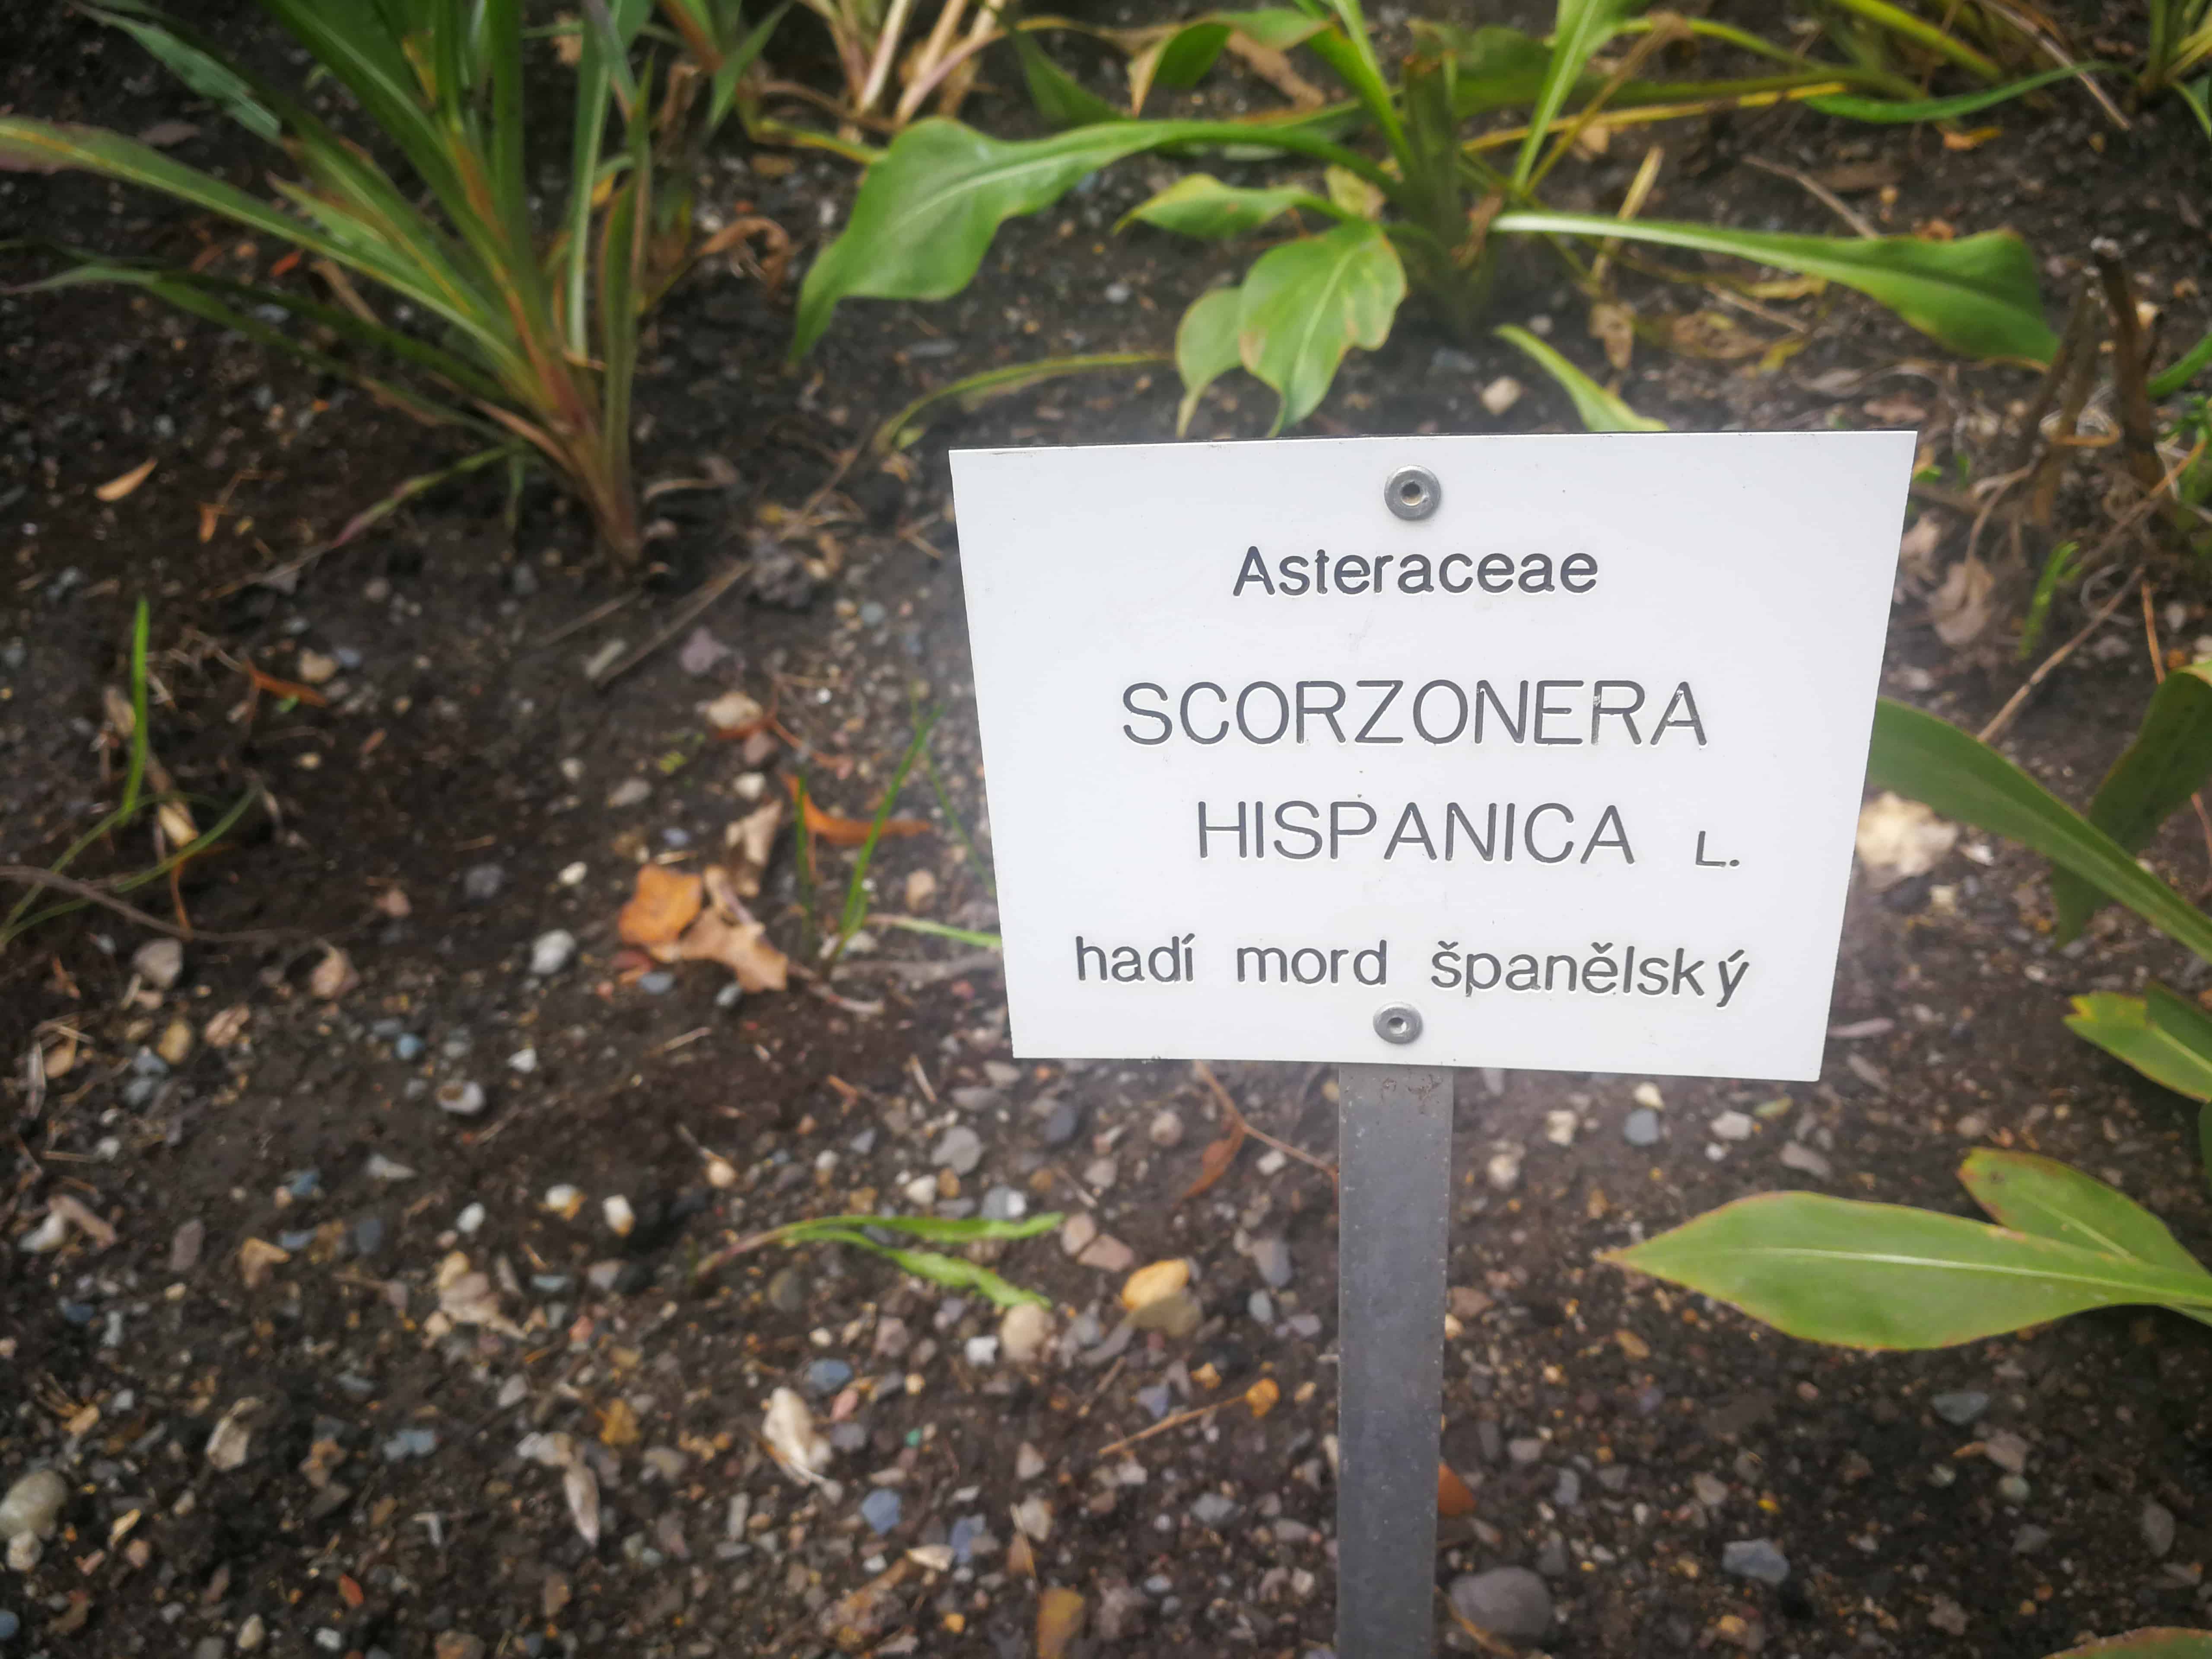 Asteraceae
SCORZONERA
HISPANICA L.
hadí mord španělský